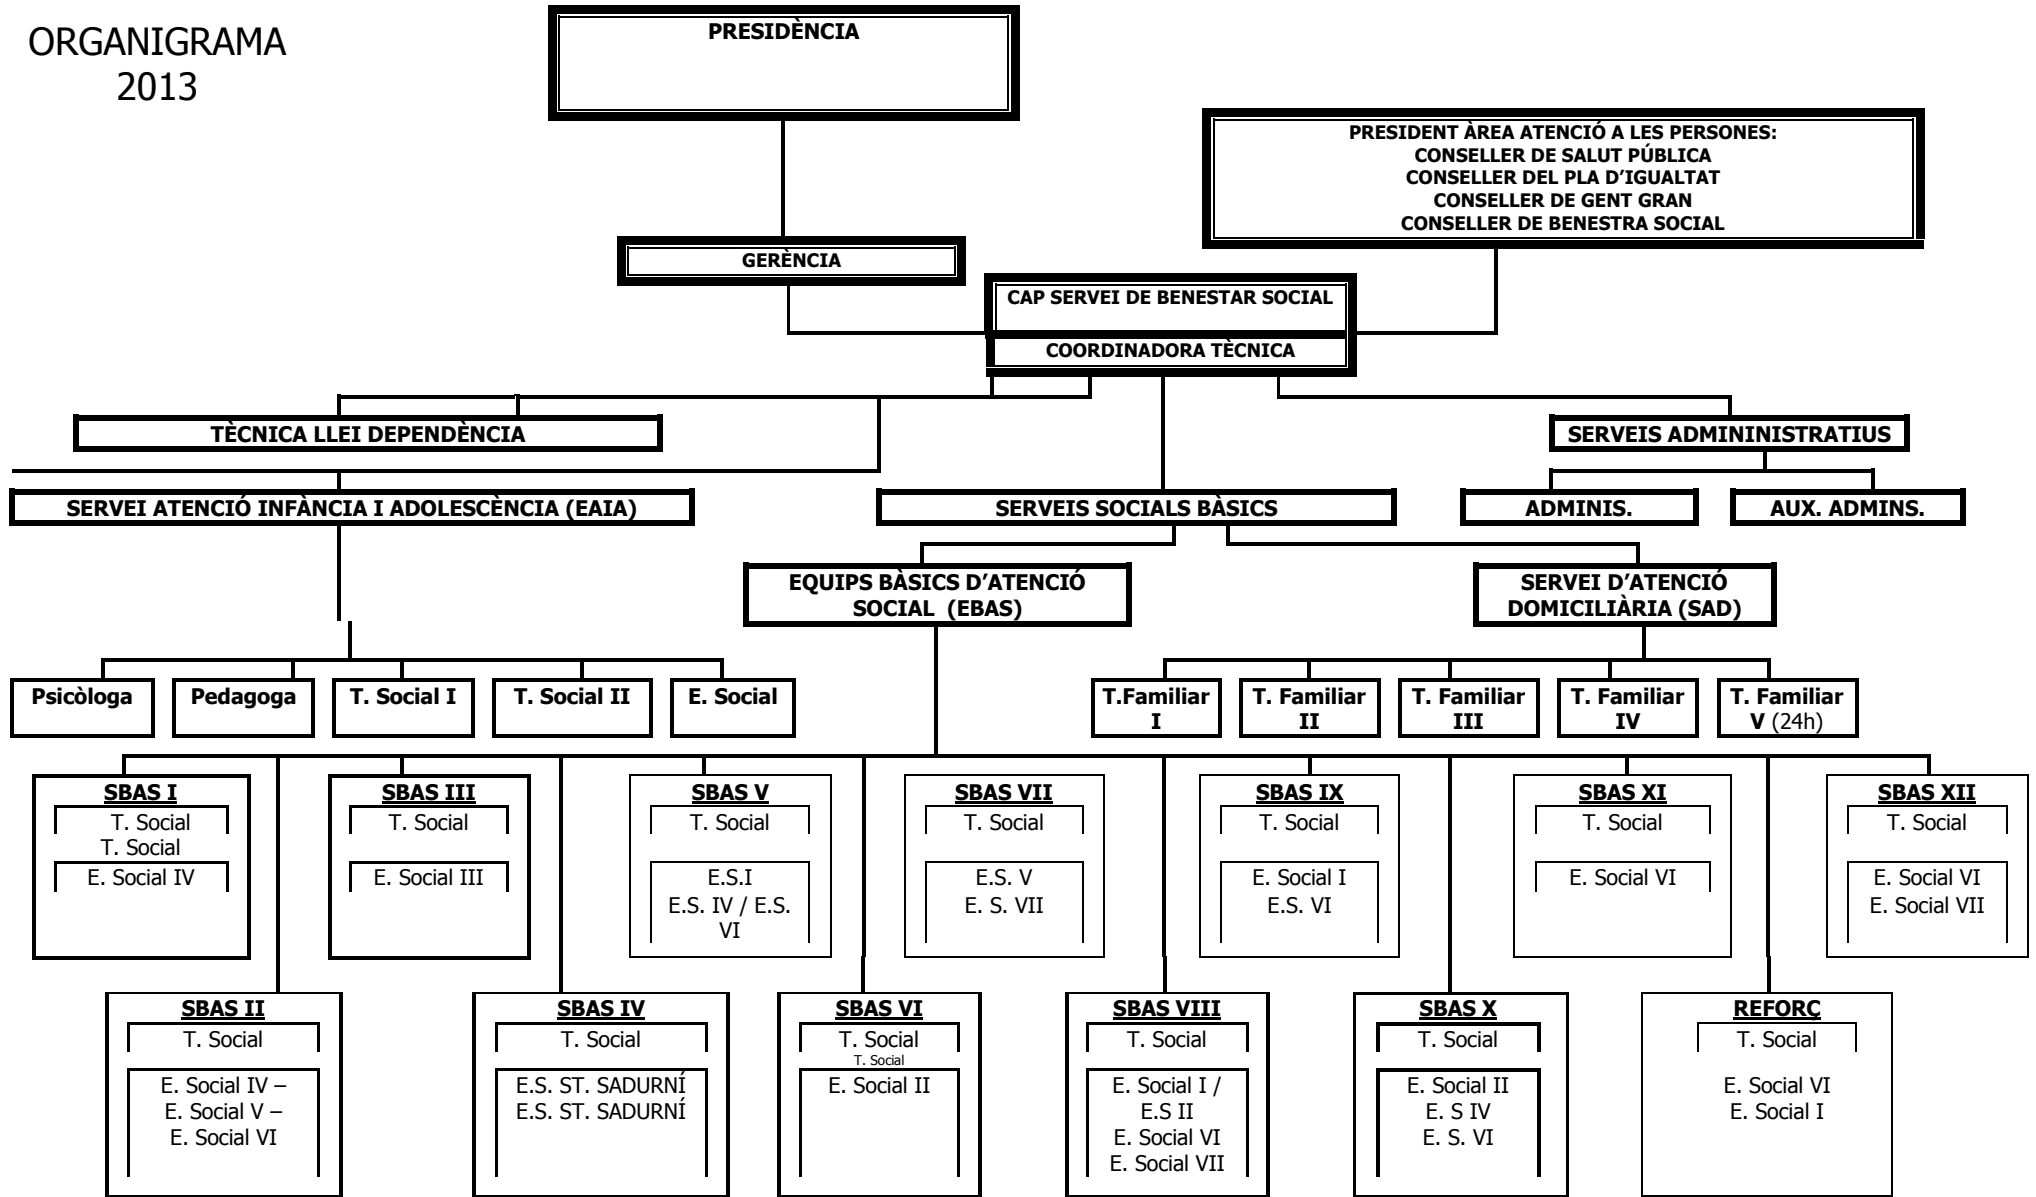 ORGANIGRAMA
2013
PRESIDÈNCIA
PRESIDENT ÀREA ATENCIÓ A LES PERSONES:
CONSELLER DE SALUT PÚBLICA
CONSELLER DEL PLA D’IGUALTAT
CONSELLER DE GENT GRAN
CONSELLER DE BENESTRA SOCIAL
GERÈNCIA
CAP SERVEI DE BENESTAR SOCIAL
COORDINADORA TÈCNICA
TÈCNICA LLEI DEPENDÈNCIA
SERVEIS ADMININISTRATIUS
SERVEI ATENCIÓ INFÀNCIA I ADOLESCÈNCIA (EAIA)
SERVEIS SOCIALS BÀSICS
ADMINIS.
AUX. ADMINS.
EQUIPS BÀSICS D’ATENCIÓ
SOCIAL (EBAS)
SERVEI D’ATENCIÓ
DOMICILIÀRIA (SAD)
Psicòloga
Pedagoga
T. Social I
T. Social II
E. Social
T.Familiar
I
T. Familiar
II
T. Familiar
III
T. Familiar
IV
T. Familiar
V (24h)
SBAS I
T. Social
T. Social
E. Social IV
SBAS III
T. Social
E. Social III
SBAS V
T. Social
E.S.I
E.S. IV / E.S.
VI
SBAS VII
T. Social
E.S. V
E. S. VII
SBAS IX
T. Social
E. Social I
E.S. VI
SBAS XI
T. Social
E. Social VI
SBAS XII
T. Social
E. Social VI
E. Social VII
SBAS II
T. Social
E. Social IV –
E. Social V –
E. Social VI
SBAS IV
T. Social
E.S. ST. SADURNÍ
E.S. ST. SADURNÍ
SBAS VI
T. Social
T. Social
E. Social II
SBAS VIII
T. Social
E. Social I /
E.S II
E. Social VI
E. Social VII
SBAS X
T. Social
E. Social II
E. S IV
E. S. VI
REFORÇ
T. Social
E. Social VI
E. Social I